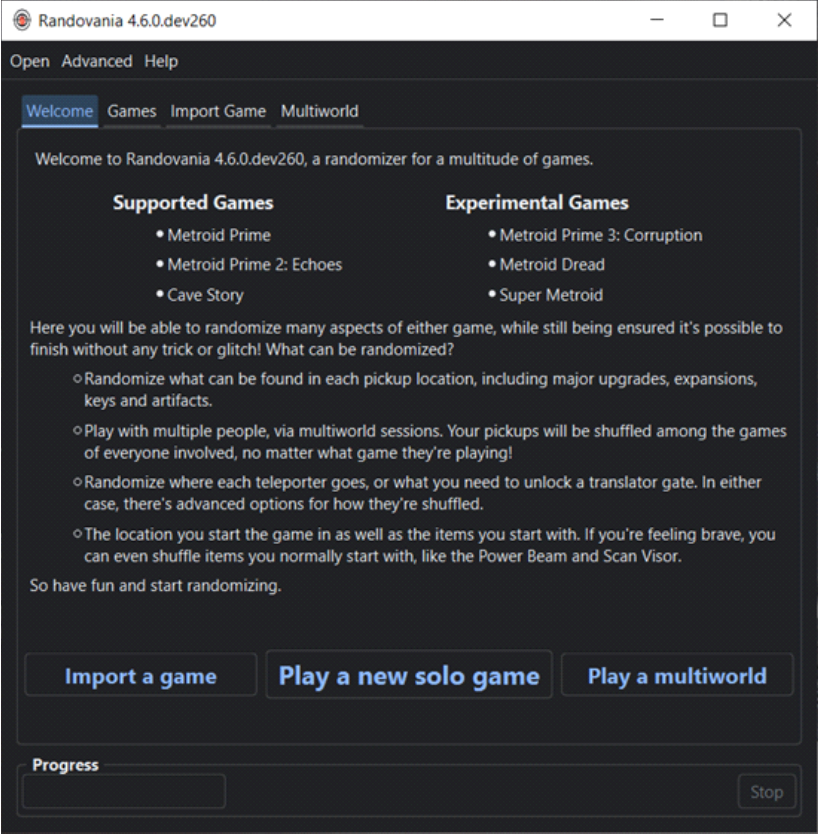 Randovania 4.6.0.dev260
Open Advanced Help
Welcome Games Import Game Multiworld
Welcome to Randovania 4.6.0.dev260, a randomizer for a multitude of games.
Supported Games
• Metroid Prime
• Metroid Prime 2: Echoes
• Cave Story
Experimental Games
• Metroid Prime 3: Corruption
• Metroid Dread
• Super Metroid
Here you will be able to randomize many aspects of either game, while still being ensured it's possible to
finish without any trick or glitch! What can be randomized?
○ Randomize what can be found in each pickup location, including major upgrades, expansions,
keys and artifacts.
○ Play with multiple people, via multiworld sessions. Your pickups will be shuffled among the games
of everyone involved, no matter what game they're playing!
○ Randomize where each teleporter goes, or what you need to unlock a translator gate. In either
case, there's advanced options for how they're shuffled.
○ The location you start the game in as well as the items you start with. If you're feeling brave, you
can even shuffle items you normally start with, like the Power Beam and Scan Visor.
So have fun and start randomizing.
Import a game
Play a new solo game
Play a multiworld
Progress
Stop